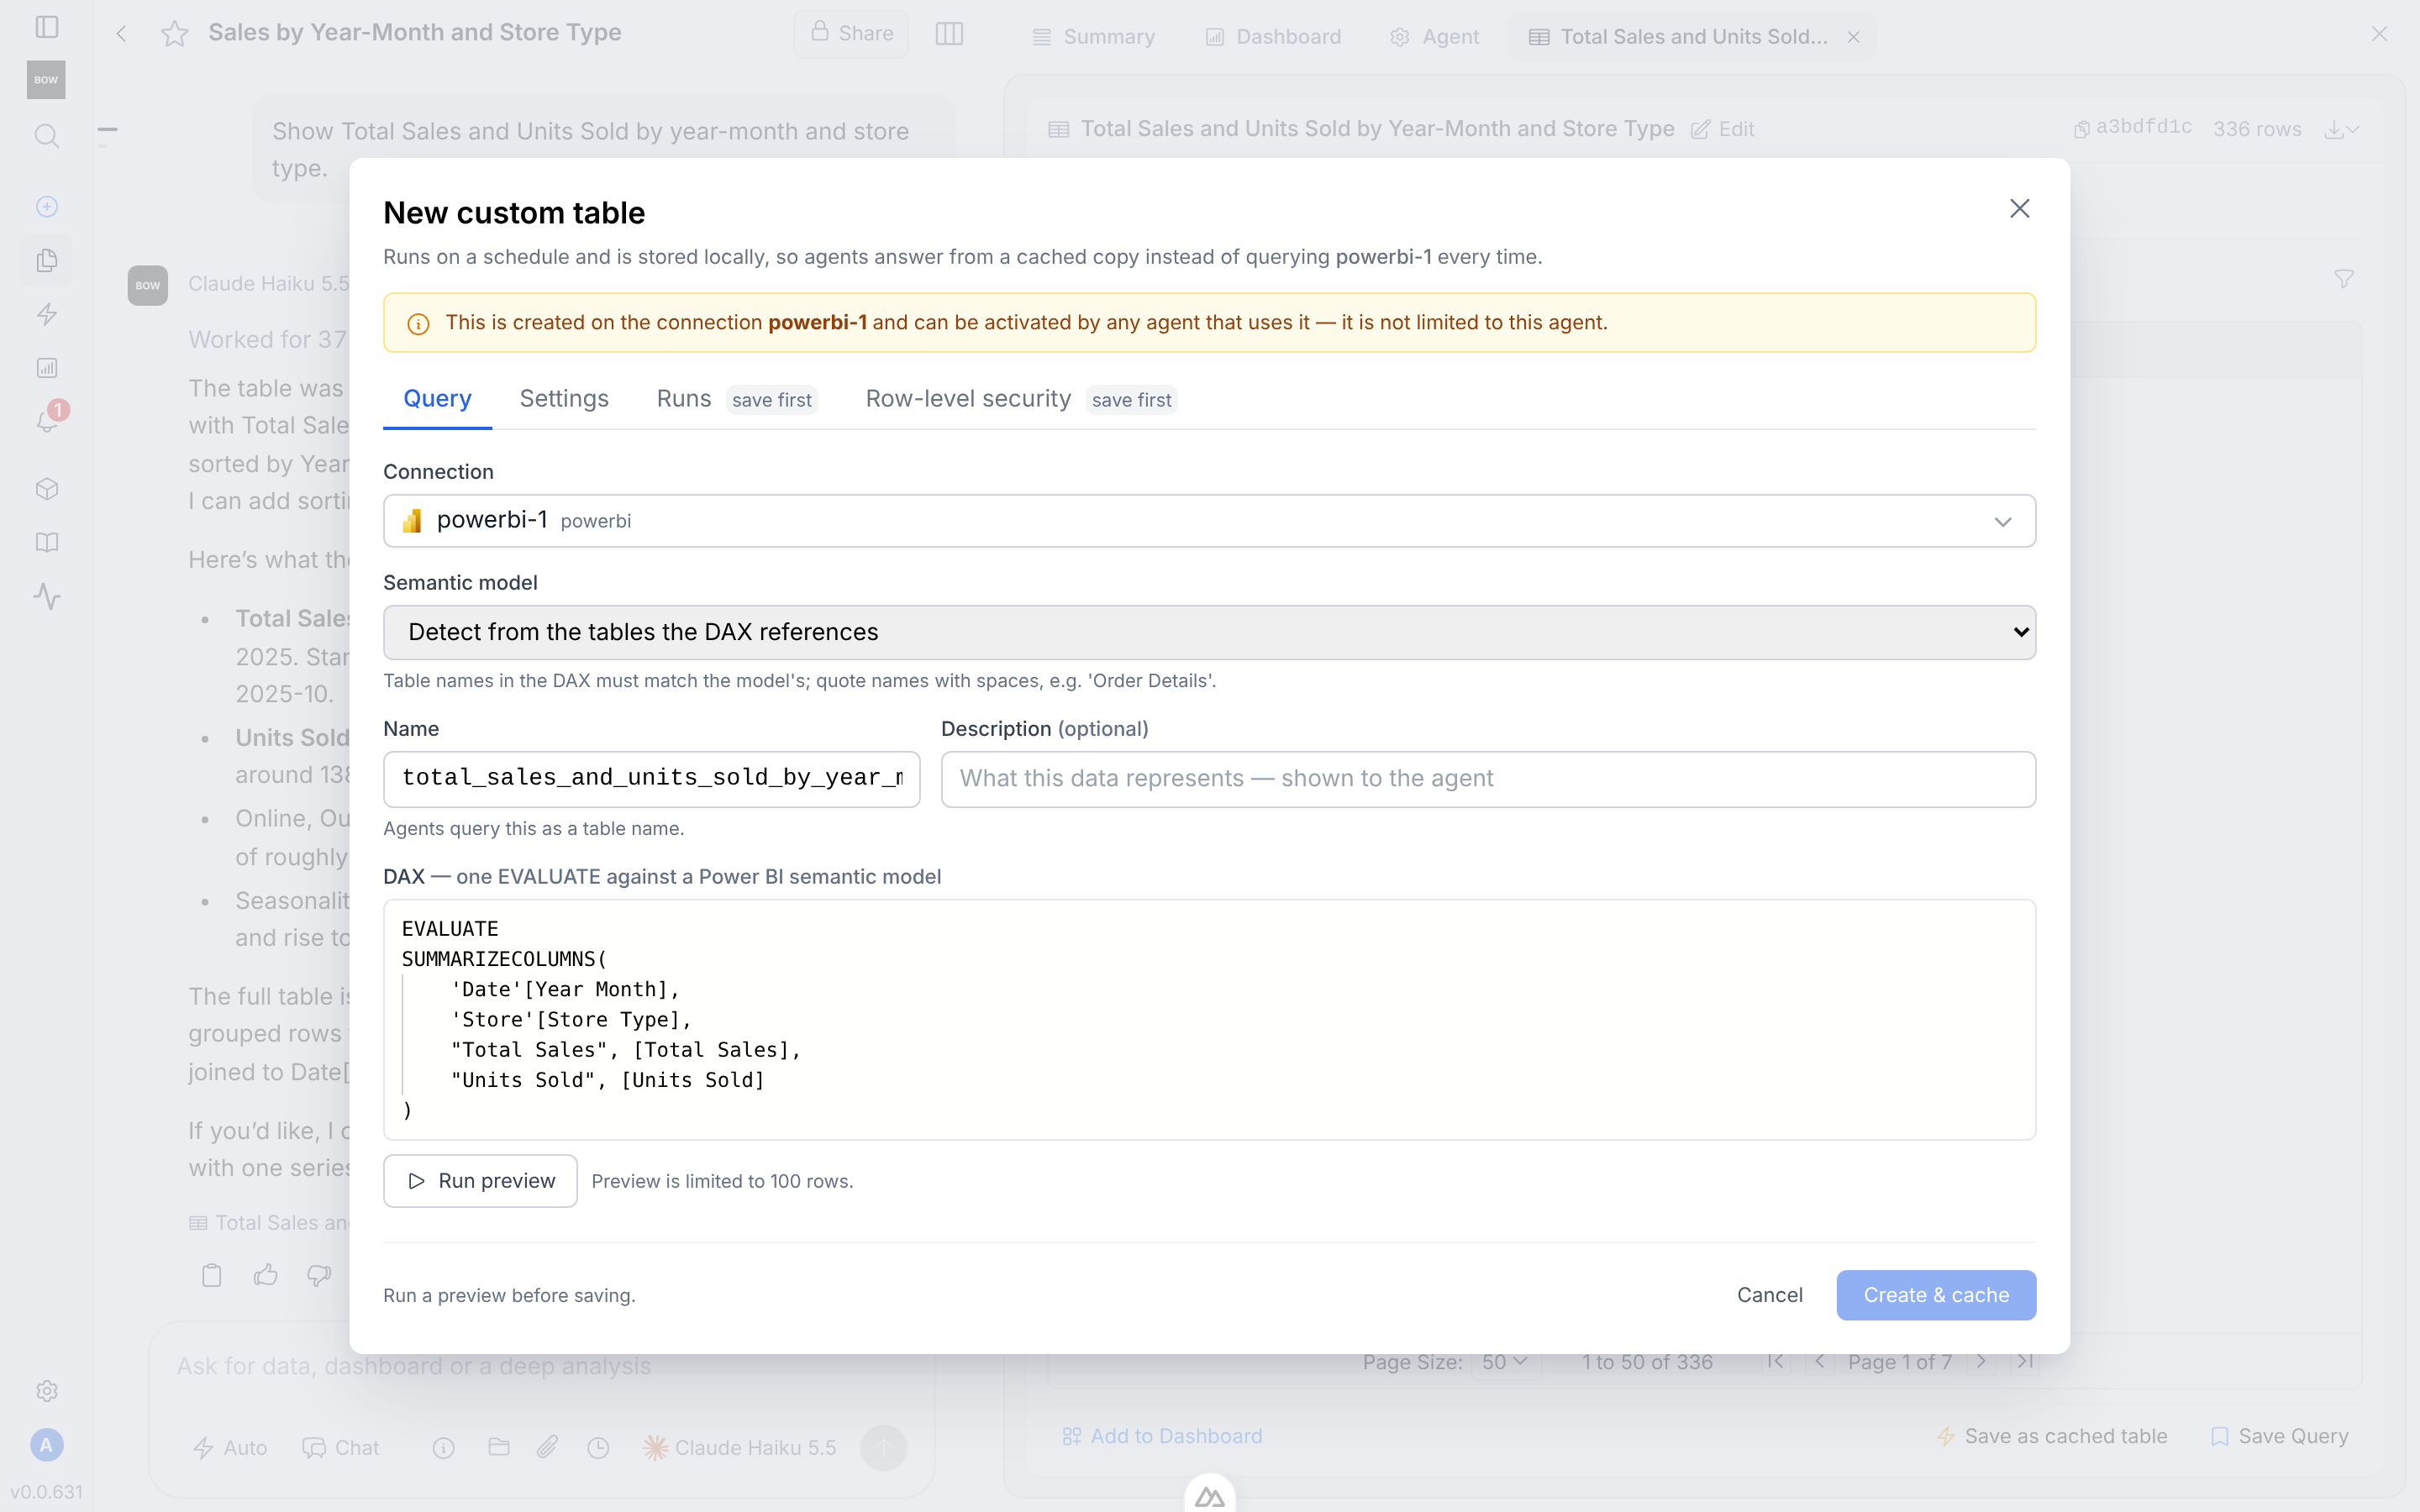 Sales by Year-Month and Store Type
Share
Summary
Dashboard
Agent
Total Sales and Units Sold...
BOW
Show Total Sales and Units Sold by year-month and store
type.
Total Sales and Units Sold by Year-Month and Store Type
Edit
a3bdfd1c
336 rows
New custom table
Runs on a schedule and is stored locally, so agents answer from a cached copy instead of querying powerbi-1 every time.
BOW
Claude Haiku 5.5
This is created on the connection powerbi-1 and can be activated by any agent that uses it — it is not limited to this agent.
Worked for 37
The table was
with Total Sale
sorted by Year
I can add sorti
Here's what the
Total Sales
2025. Star
2025-10.
Units Sold
around 138
Online, Ou
of roughly
Seasonalit
and rise to
The full table is
grouped rows
joined to Date[
If you'd like, I c
with one series
Total Sales an
1
Query
Settings
Runs
save first
Row-level security
save first
Connection
powerbi-1 powerbi
Semantic model
Detect from the tables the DAX references
Table names in the DAX must match the model's; quote names with spaces, e.g. 'Order Details'.
Name
Description (optional)
total_sales_and_units_sold_by_year_
What this data represents — shown to the agent
Agents query this as a table name.
DAX — one EVALUATE against a Power BI semantic model
EVALUATE
SUMMARIZECOLUMNS(
'Date'[Year Month],
'Store'[Store Type],
"Total Sales", [Total Sales],
"Units Sold", [Units Sold]
)
Run preview
Preview is limited to 100 rows.
Run a preview before saving.
Cancel
Create & cache
Ask for data, dashboard or a deep analysis
Page Size: 50
1 to 50 of 336
Page 1 of 7
Auto
Chat
Claude Haiku 5.5
Add to Dashboard
Save as cached table
Save Query
A
v0.0.631